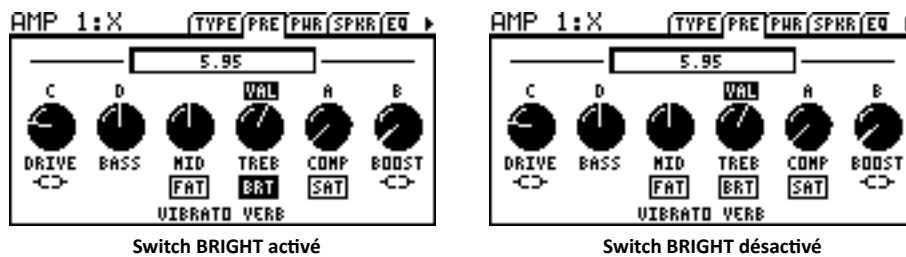 AMP 1:X TYPE PRE PWR SPKR EQ
5.95
C D VAL A B
DRIVE BASS MID TREB COMP BOOST
FAT BRT SAT
VIBRATO VERB
Switch BRIGHT activé
AMP 1:X TYPE PRE PWR SPKR EQ
5.95
C D VAL A B
DRIVE BASS MID TREB COMP BOOST
FAT BRT SAT
VIBRATO VERB
Switch BRIGHT désactivé